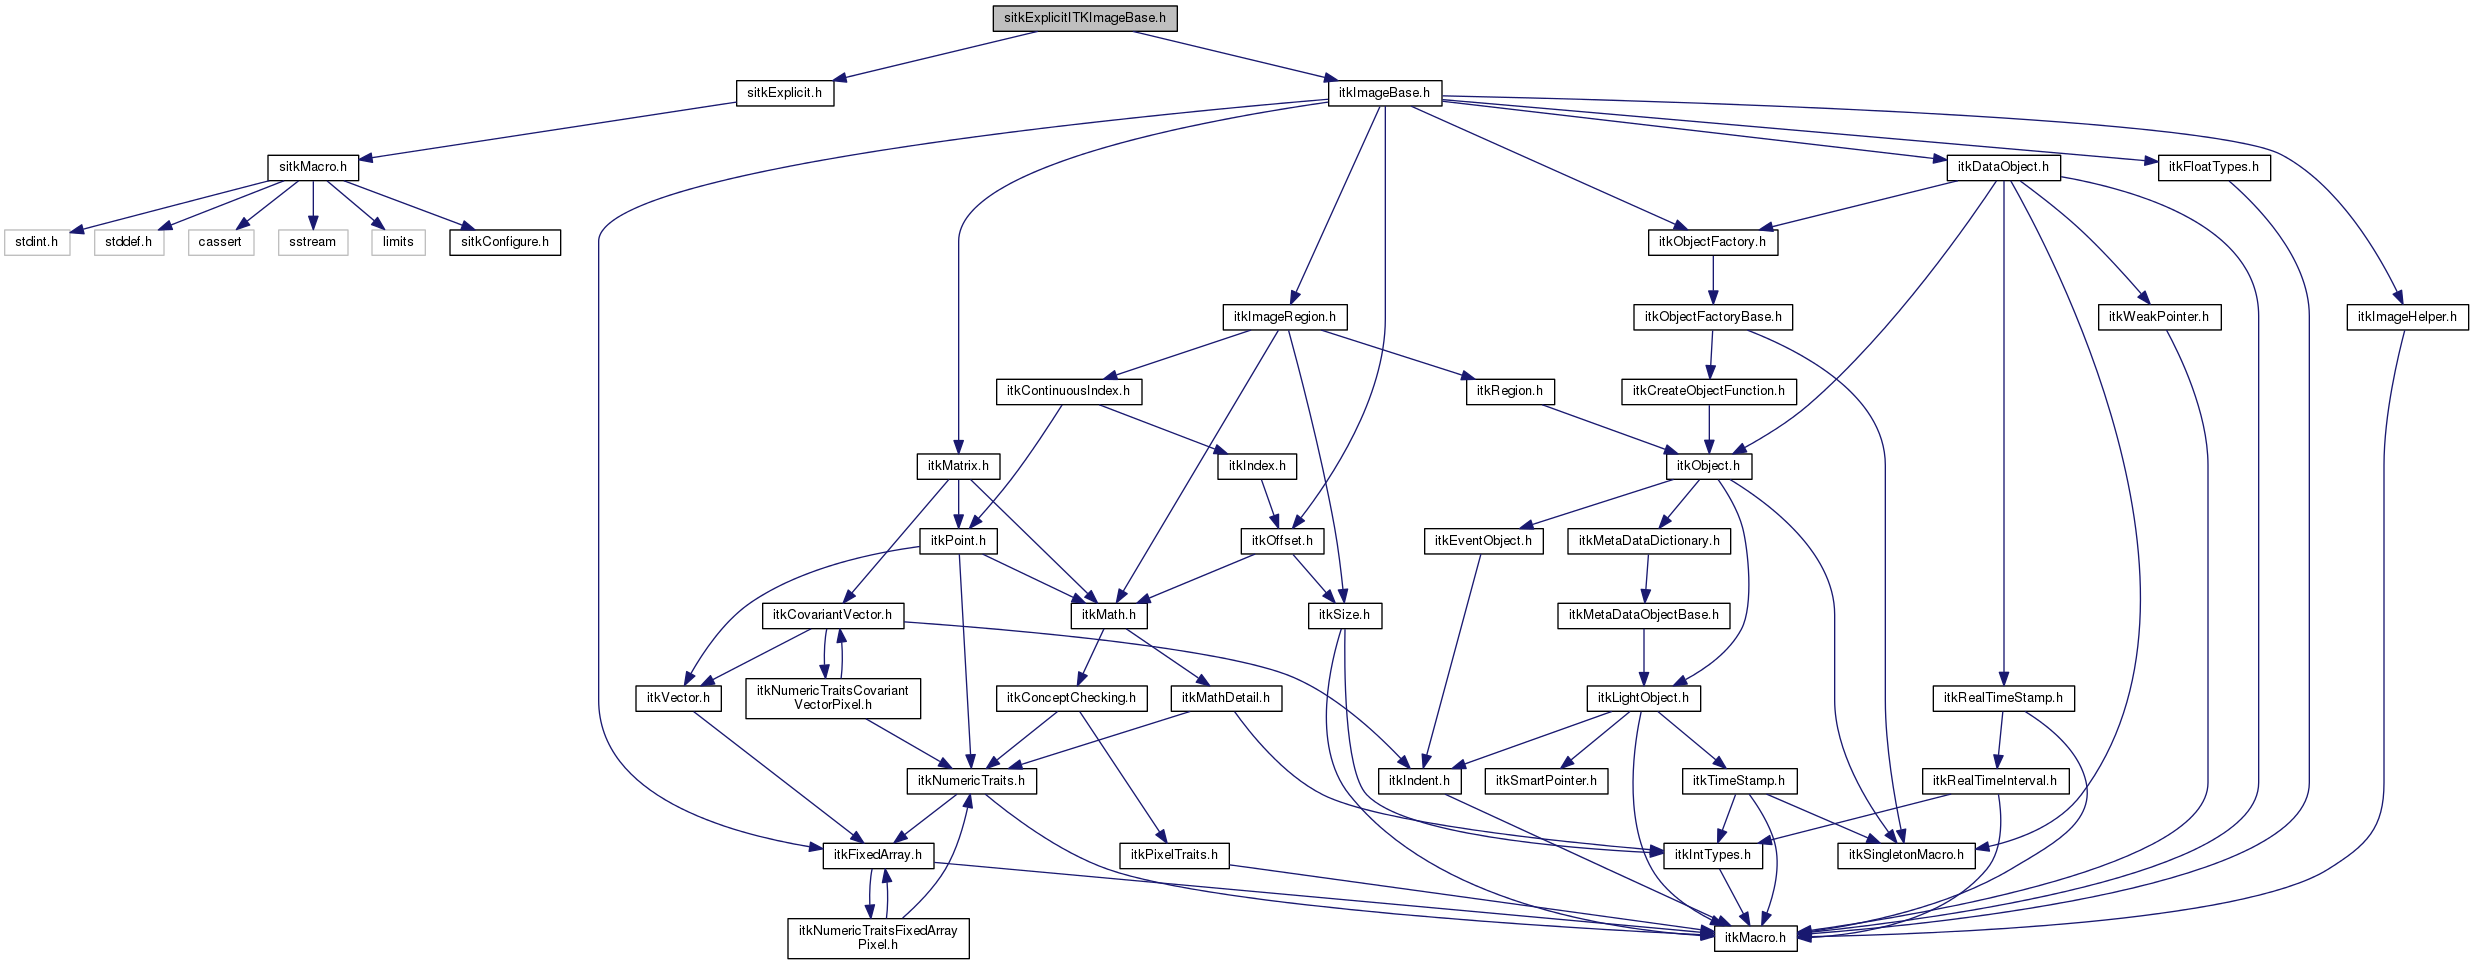 sitkExplicitITKImageBase.h
sitkExplicit.h
itkImageBase.h
sitkMacro.h
itkDataObject.h
itkFloatTypes.h
stdint.h
stddef.h
cassert
sstream
limits
sitkConfigure.h
itkObjectFactory.h
itkImageRegion.h
itkObjectFactoryBase.h
itkWeakPointer.h
itkImageHelper.h
itkContinuousIndex.h
itkRegion.h
itkCreateObjectFunction.h
itkMatrix.h
itkIndex.h
itkObject.h
itkPoint.h
itkOffset.h
itkEventObject.h
itkMetaDataDictionary.h
itkCovariantVector.h
itkMath.h
itkSize.h
itkMetaDataObjectBase.h
itkVector.h
itkNumericTraitsCovariant
VectorPixel.h
itkConceptChecking.h
itkMathDetail.h
itkLightObject.h
itkRealTimeStamp.h
itkNumericTraits.h
itkIndent.h
itkSmartPointer.h
itkTimeStamp.h
itkRealTimeInterval.h
itkFixedArray.h
itkPixelTraits.h
itkIntTypes.h
itkSingletonMacro.h
itkNumericTraitsFixedArray
Pixel.h
itkMacro.h